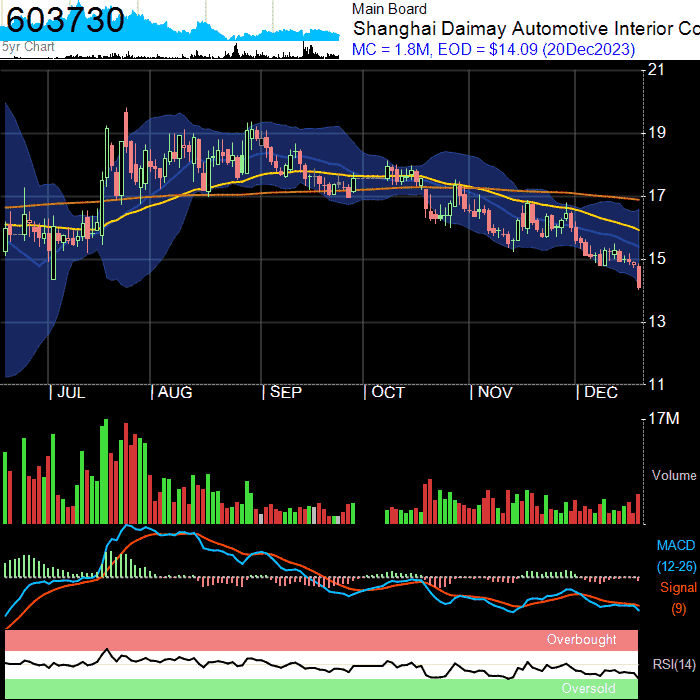 603730
5yr Chart
Main Board
Shanghai Daimay Automotive Interior Co
MC = 1.8M, EOD = $14.09 (20Dec2023)
21
19
17
15
13
11
| JUL | AUG | SEP | OCT | NOV | DEC
17M
Volume
MACD
(12-26)
Signal
(9)
Overbought
RSI(14)
Oversold